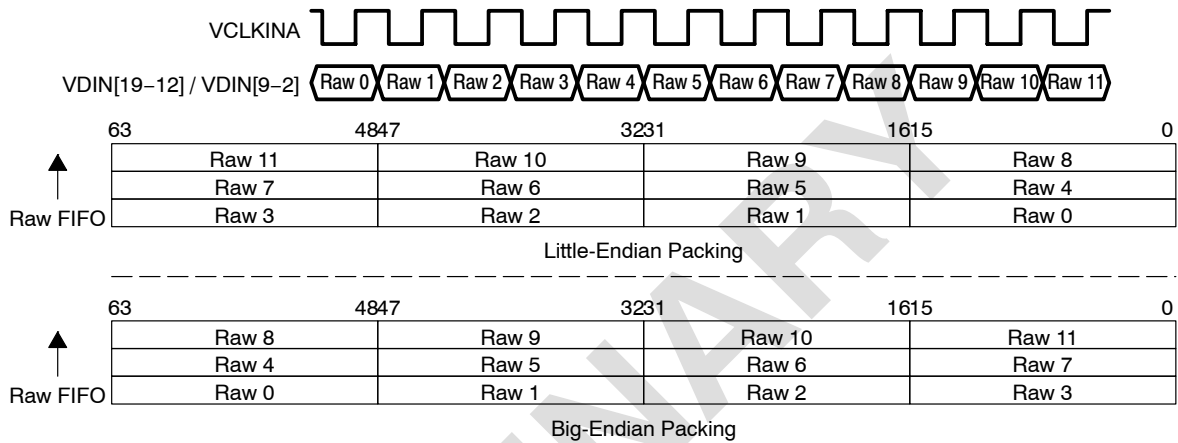 VCLKINA
VDIN[19–12] / VDIN[9–2] Raw 0 Raw 1 Raw 2 Raw 3 Raw 4 Raw 5 Raw 6 Raw 7 Raw 8 Raw 9 Raw 10 Raw 11
63 4847 3231 1615 0
Raw 11 Raw 10 Raw 9 Raw 8
Raw 7 Raw 6 Raw 5 Raw 4
Raw FIFO Raw 3 Raw 2 Raw 1 Raw 0
Little-Endian Packing
63 4847 3231 1615 0
Raw 8 Raw 9 Raw 10 Raw 11
Raw 4 Raw 5 Raw 6 Raw 7
Raw FIFO Raw 0 Raw 1 Raw 2 Raw 3
Big-Endian Packing